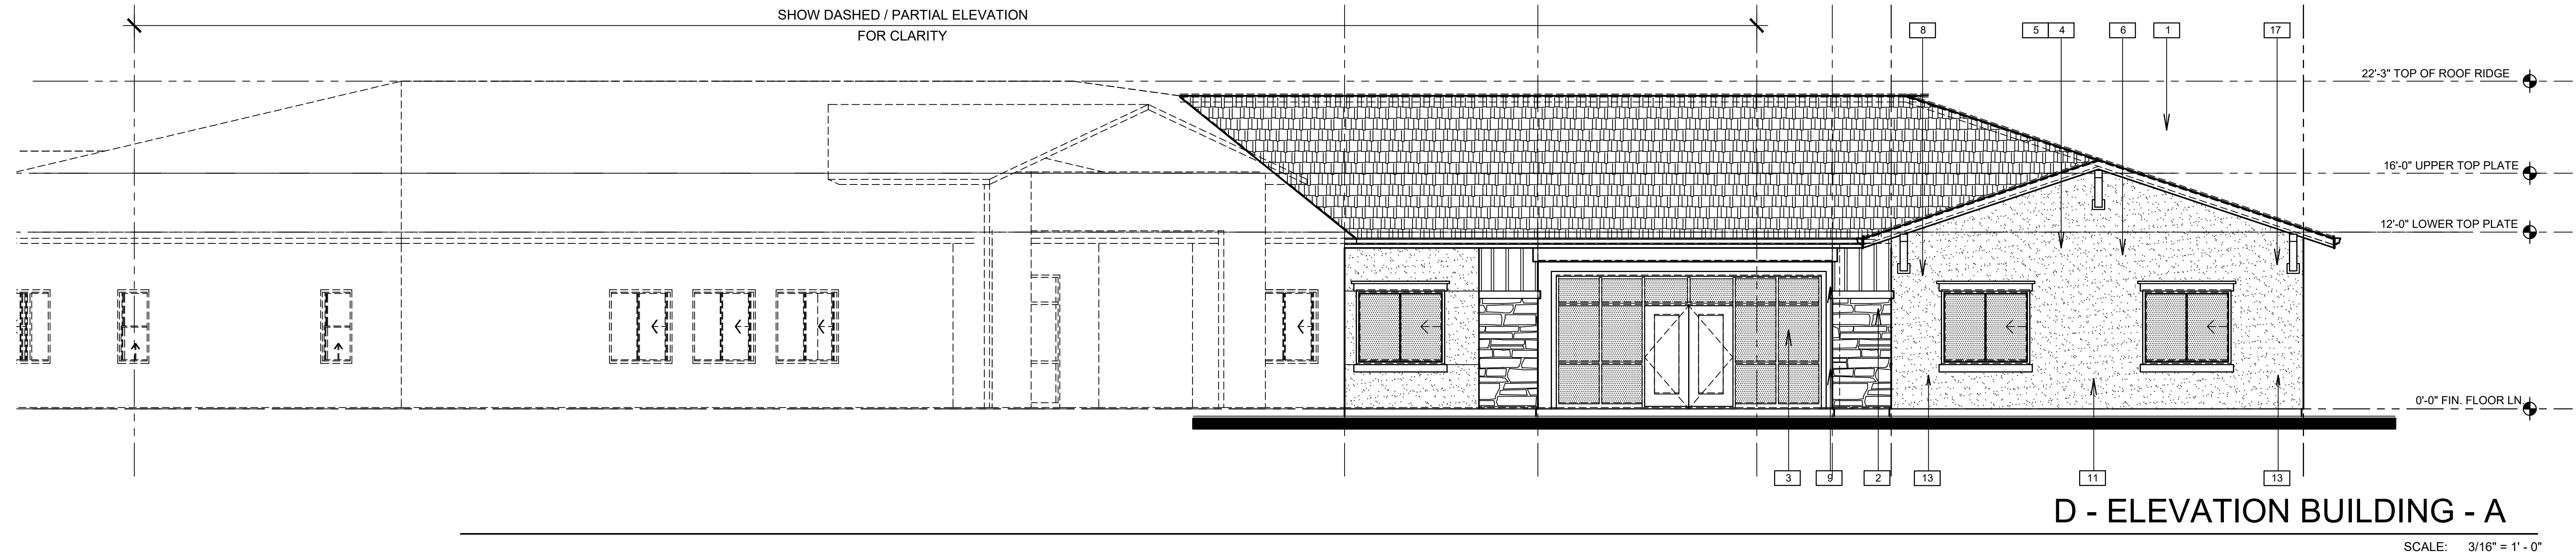 SHOW DASHED / PARTIAL ELEVATION
FOR CLARITY
8 5 4 6 1 17
22'-3" TOP OF ROOF RIDGE
16'-0" UPPER TOP PLATE
12'-0" LOWER TOP PLATE
0'-0" FIN. FLOOR LN.
3 9 2 13 11 13
D - ELEVATION BUILDING - A
SCALE: 3/16" = 1' - 0"